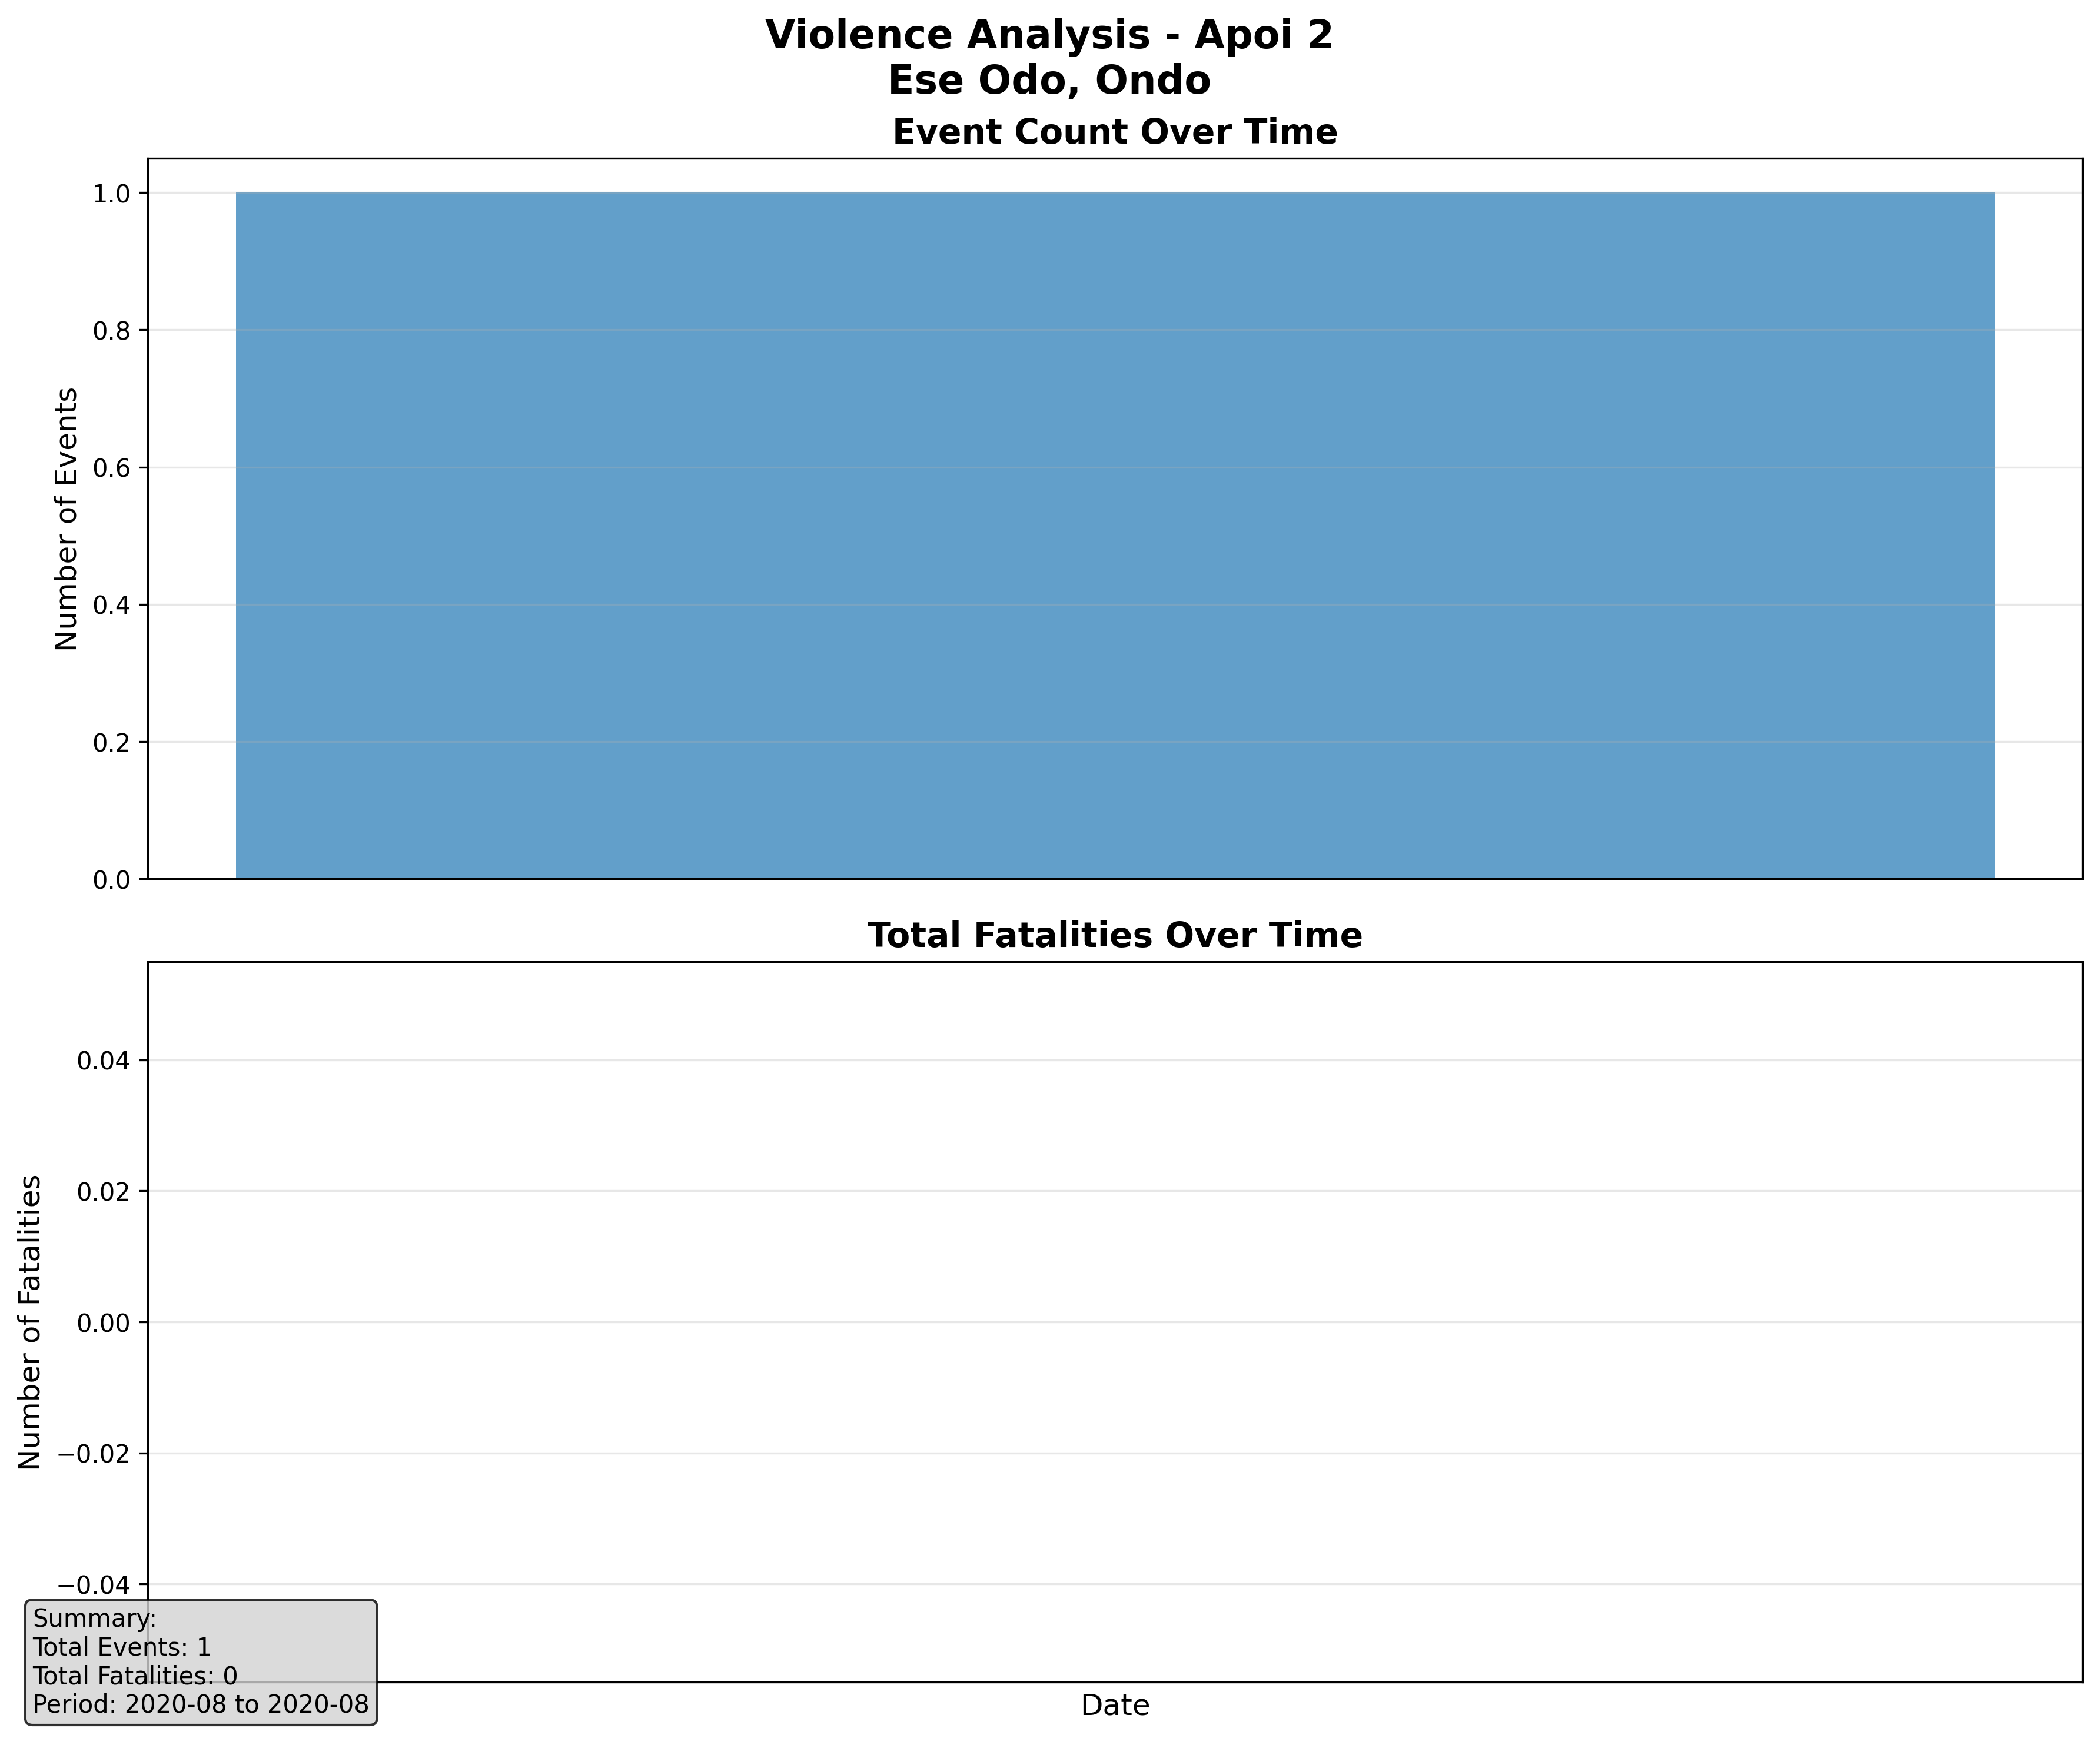 Violence Analysis - Apoi 2
Ese Odo, Ondo
Event Count Over Time
1.0
0.8
0.6
0.4
0.2
0.0
Number of Events
Total Fatalities Over Time
0.04
0.02
0.00
−0.02
−0.04
Number of Fatalities
Date
Summary:
Total Events: 1
Total Fatalities: 0
Period: 2020-08 to 2020-08